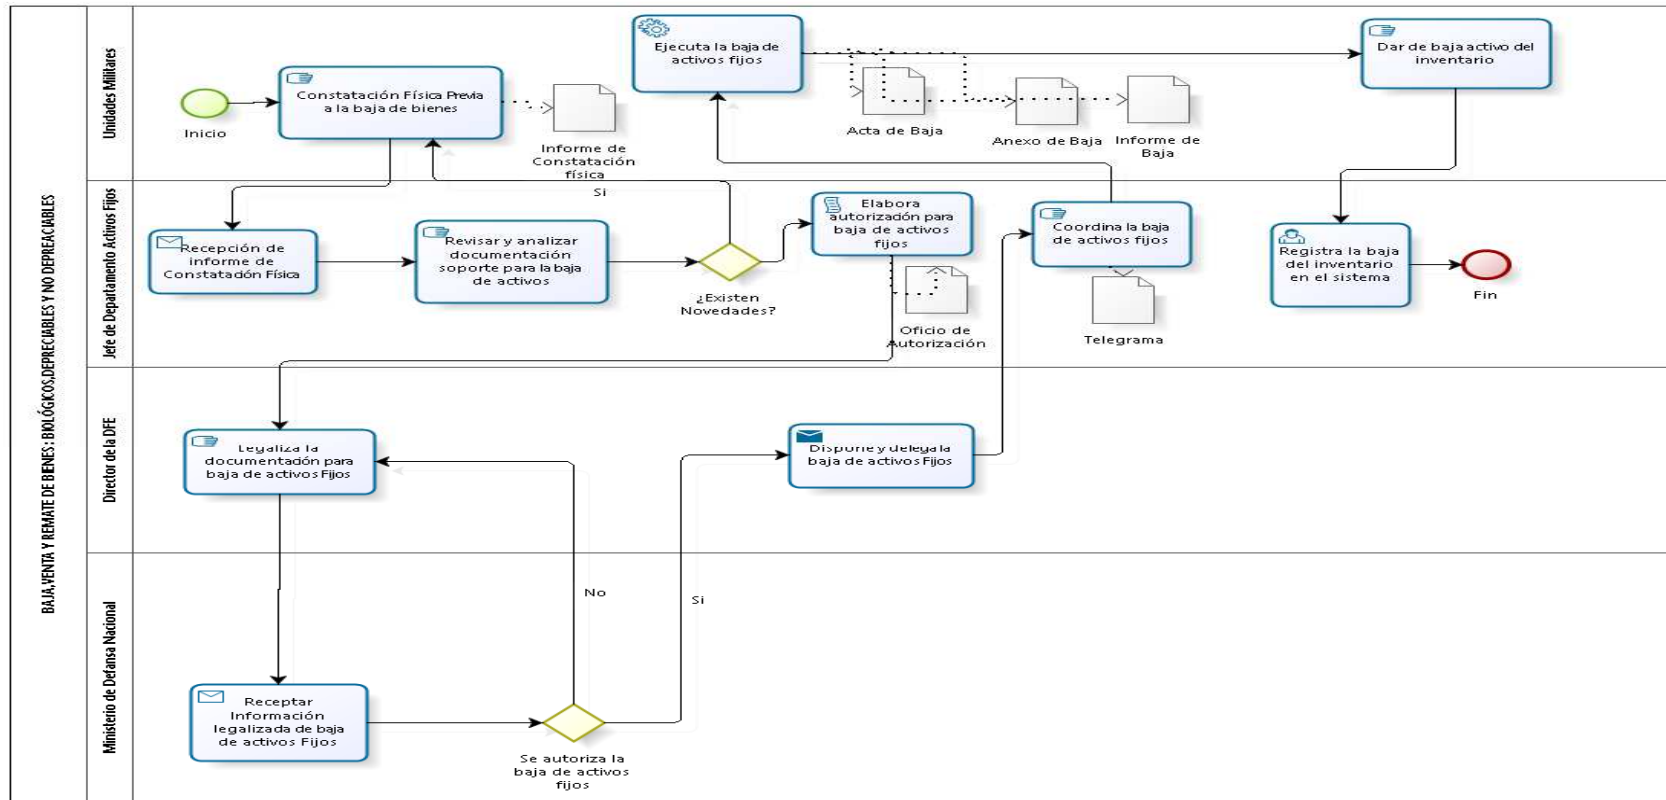 BAJA,VENTA Y REMATE DE BIENES: BIOLÓGICOS,DEPRECIABLES Y NO DEPREACIABLES
Unidades Militares
Inicio
Constatación Física Previa
a la baja de bienes
Informe de
Constatación
física
Ejecuta la baja de
activos fijos
Acta de Baja
Anexo de Baja
Informe de
Baja
Dar de baja activo del
inventario
Jefe de Departamento Activos Fijos
Recepción de
informe de
Constatación Física
Revisar y analizar
documentación
soporte para la baja
de activos
Si
¿Existen
Novedades?
Elabora
autorización para
baja de activos
fijos
Oficio de
Autorización
Coordina la baja
de activos fijos
Telegrama
Registra la baja
del inventario
en el sistema
Fin
Director de la DFE
Legaliza la
documentación para
baja de activos Fijos
Dispone y delega la
baja de activos Fijos
Ministerio de Defansa Nacional
Receptar
Información
legalizada de baja
de activos Fijos
No
Si
Se autoriza la
baja de activos
fijos